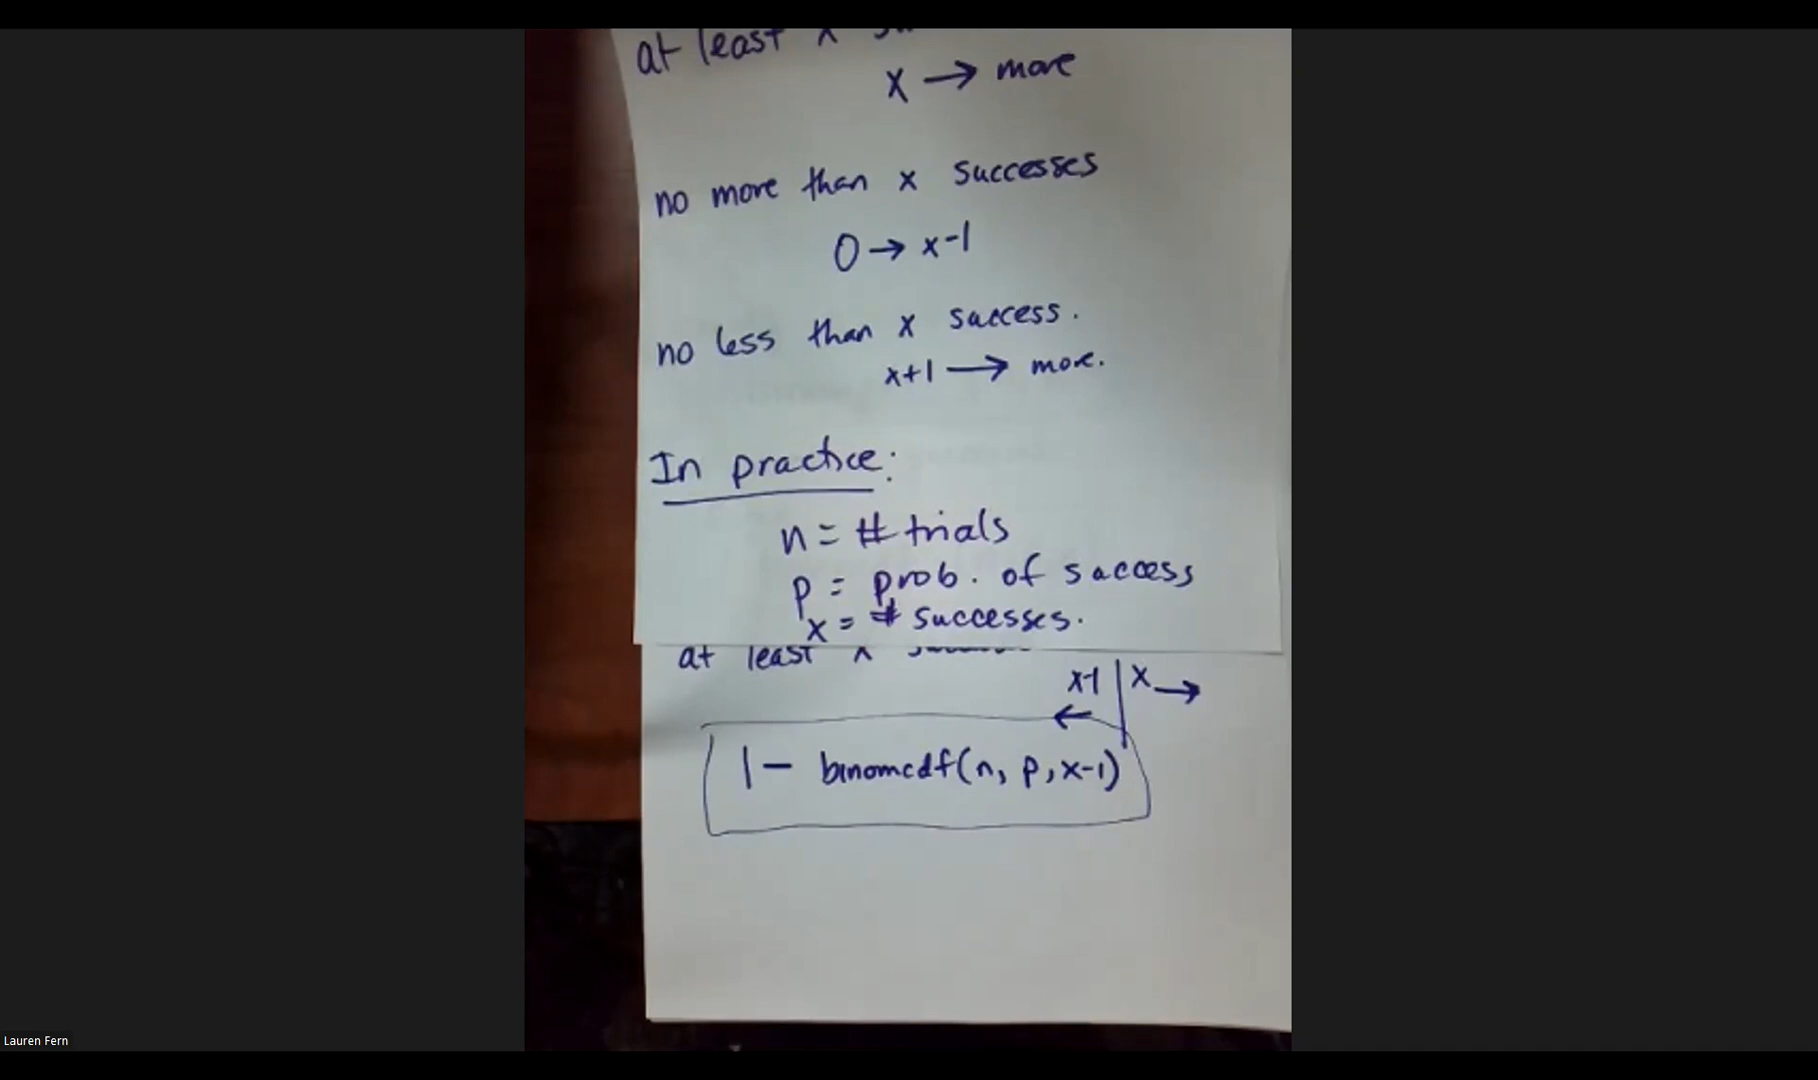 at least x
x → more
no more than x successes
0 → x-1
no less than x success.
x+1 → more.
In practice:
n = # trials
p = prob. of success
x = # successes.
at least x
x-1 | x →
←
1 - binomcdf(n, p, x-1)
Lauren Fern